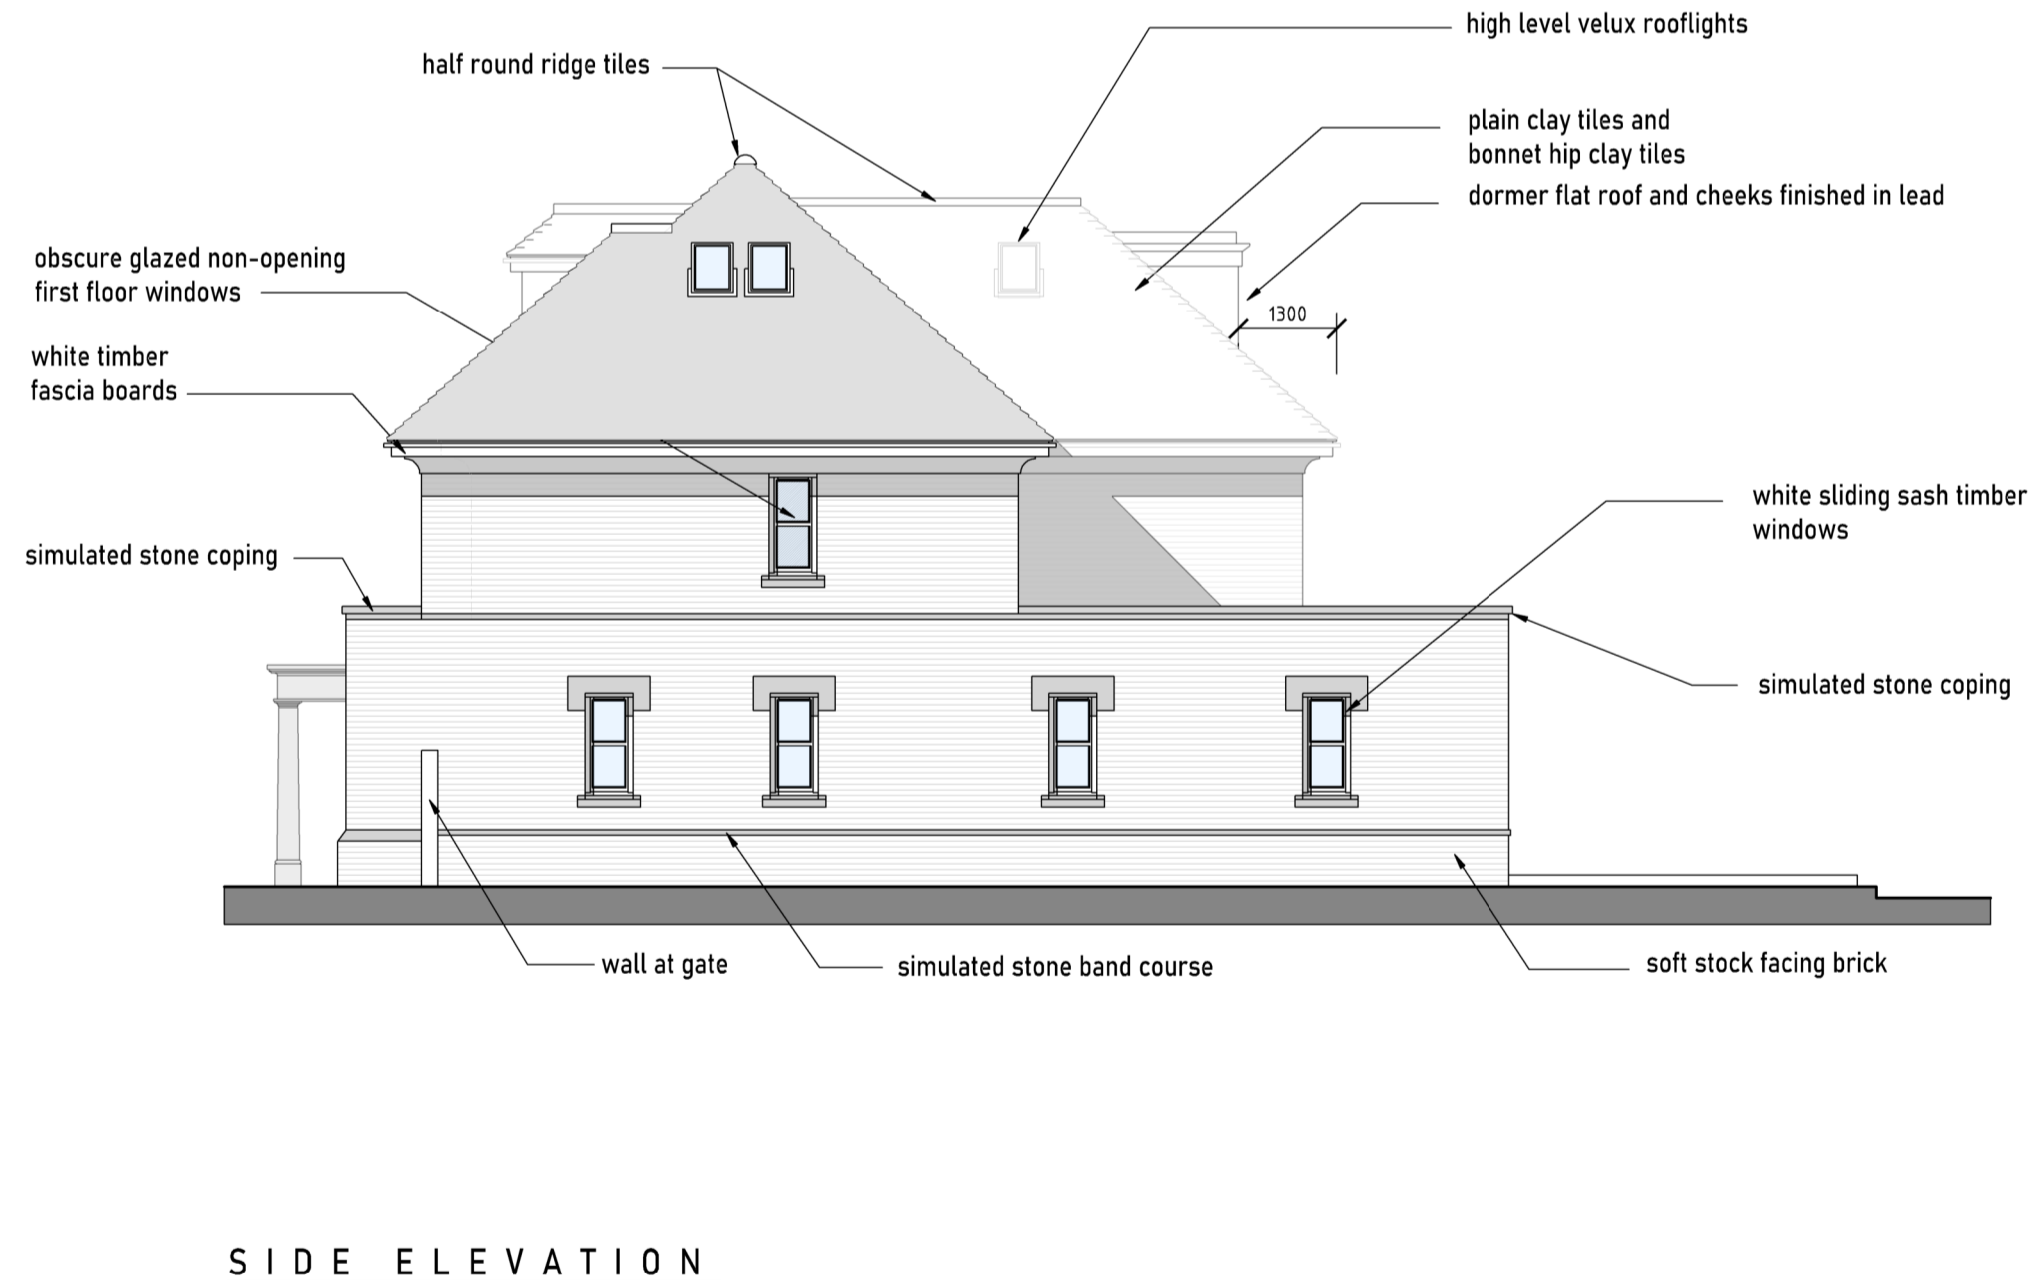 high level velux rooflights
half round ridge tiles
plain clay tiles and
bonnet hip clay tiles
dormer flat roof and cheeks finished in lead
obscure glazed non-opening
first floor windows
1300
white timber
fascia boards
white sliding sash timber
windows
simulated stone coping
simulated stone coping
wall at gate
simulated stone band course
soft stock facing brick
SIDE ELEVATION